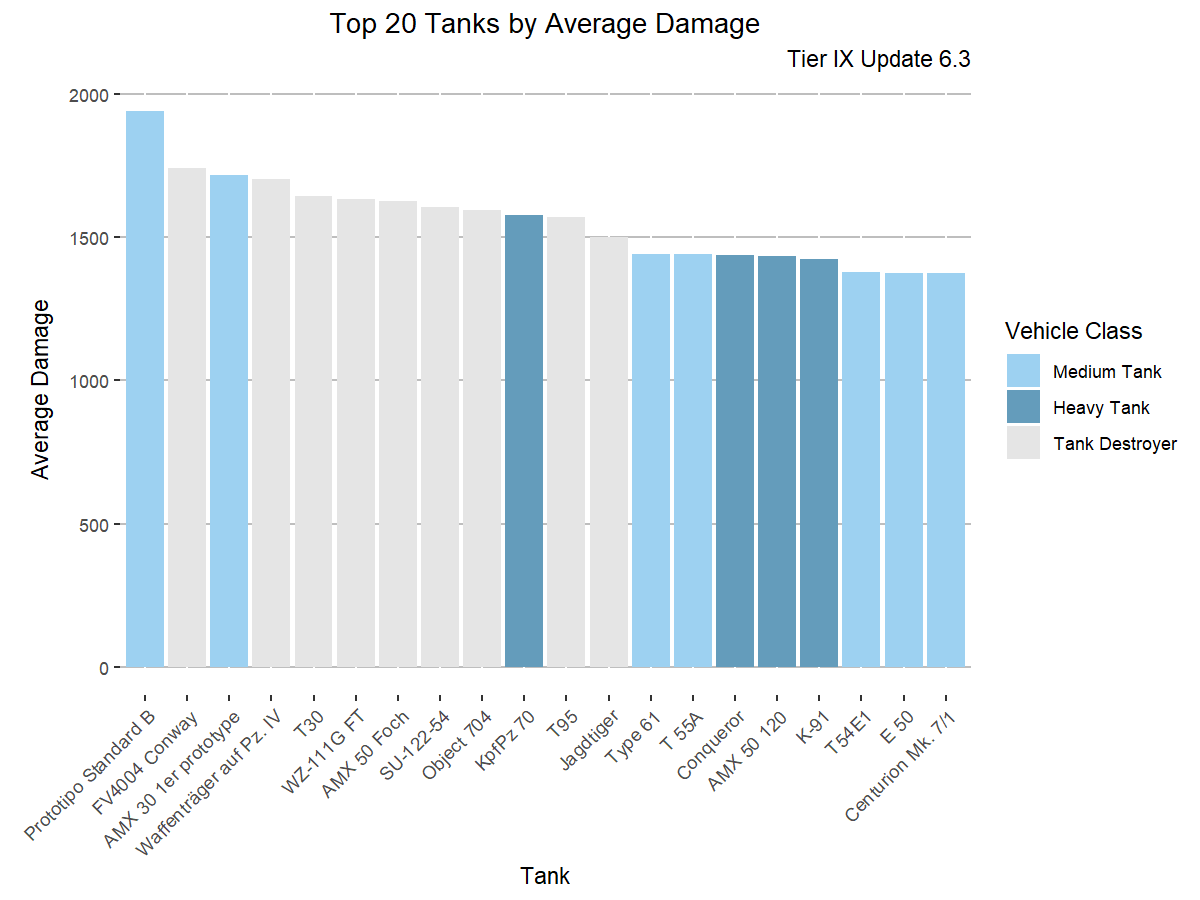 Top 20 Tanks by Average Damage
Tier IX Update 6.3
Average Damage
2000
1500
1000
500
0
Prototipo Standard B
FV4004 Conway
AMX 30 1er prototype
Waffenträger auf Pz. IV
T30
WZ-111G FT
AMX 50 Foch
SU-122-54
Object 704
KpfPz 70
T95
Jagdtiger
Type 61
T 55A
Conqueror
AMX 50 120
K-91
T54E1
E 50
Centurion Mk. 7/1
Tank
Vehicle Class
Medium Tank
Heavy Tank
Tank Destroyer